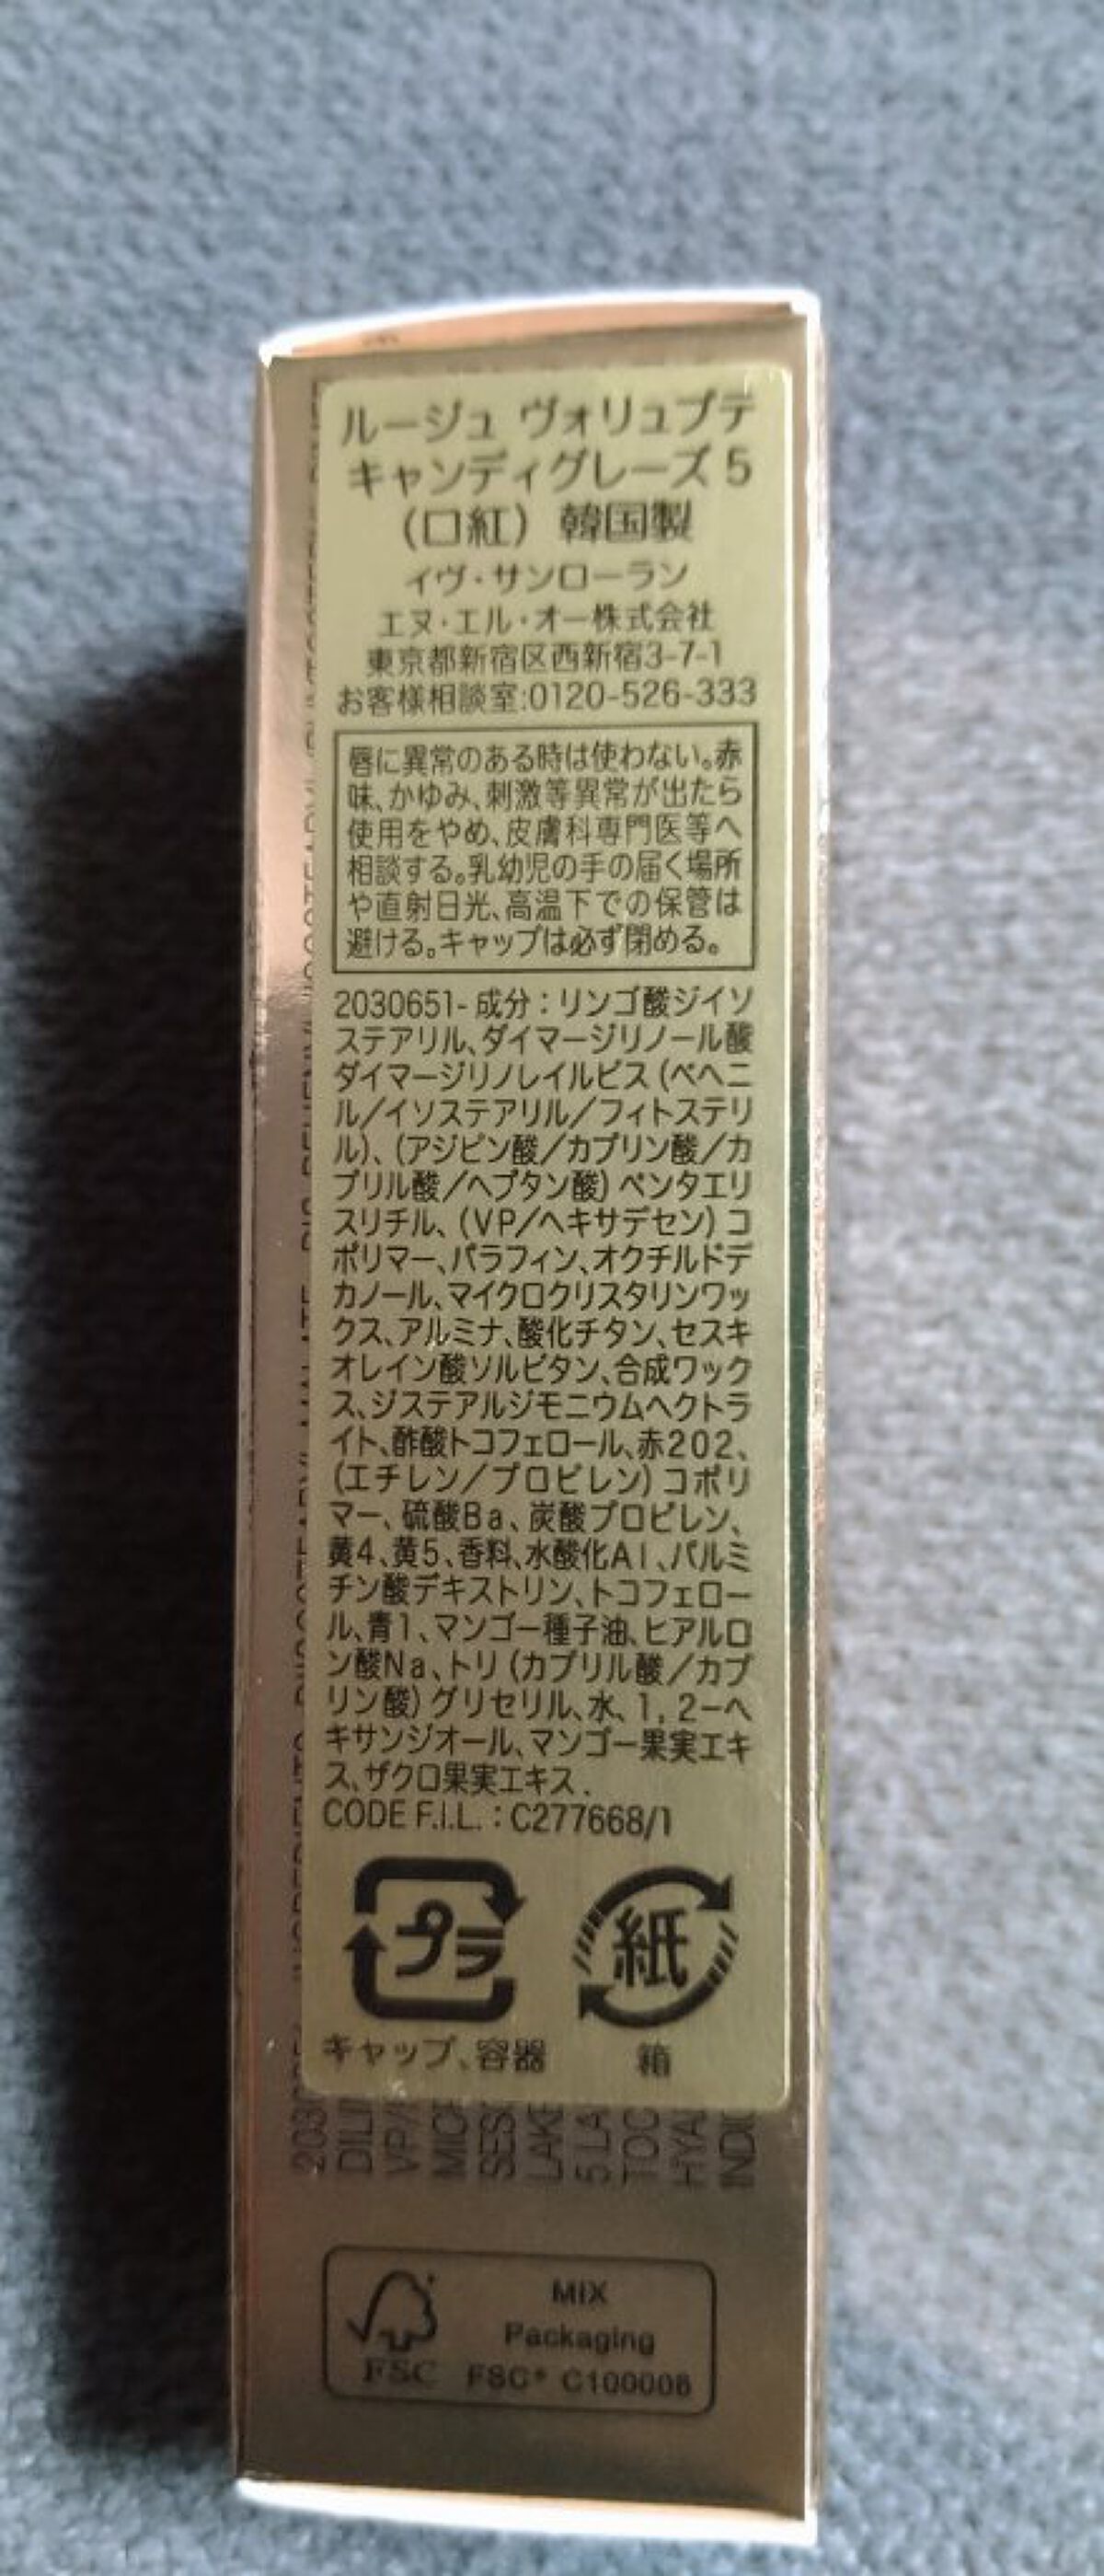 ルージュ ヴォリュプテ
キャンディグレーズ 5
（口紅） 韓国製
イヴ・サンローラン
エヌ・エル・オー株式会社
東京都新宿区西新宿3-7-1
お客様相談室:0120-526-333
唇に異常のある時は使わない。赤
味、かゆみ、刺激等異常が出たら
使用をやめ、皮膚科専門医等へ
相談する。乳幼児の手の届く場所
や直射日光、高温下での保管は
避ける。キャップは必ず閉める。
2030651- 成分：リンゴ酸ジイソ
ステアリル、ダイマージリノール酸
ダイマージリノレイルビス（ベヘニ
ル／イソステアリル／フィトステリ
ル）、（アジピン酸／カプリン酸／カ
プリル酸／ヘプタン酸）ペンタエリ
スリチル、（VP／ヘキサデセン）コ
ポリマー、パラフィン、オクチルドデ
カノール、マイクロクリスタリンワッ
クス、アルミナ、酸化チタン、セスキ
オレイン酸ソルビタン、合成ワック
ス、ジステアルジモニウムヘクトラ
イト、酢酸トコフェロール、赤202、
（エチレン／プロピレン）コポリ
マー、硫酸Ba、炭酸プロピレン、
黄4、黄5、香料、水酸化Al、パルミ
チン酸デキストリン、トコフェロー
ル、青1、マンゴー種子油、ヒアルロ
ン酸Na、トリ（カプリル酸／カプ
リン酸）グリセリル、水、1，2－ヘ
キサンジオール、マンゴー果実エキ
ス、ザクロ果実エキス．
CODE F.I.L. : C277668/1
プラ
紙
キャップ、容器
箱
DILI
VP/
MICR
SES
LAKE
5 LA
TOC
HYA
IND
MIX
Packaging
FSC
FSC® C100008